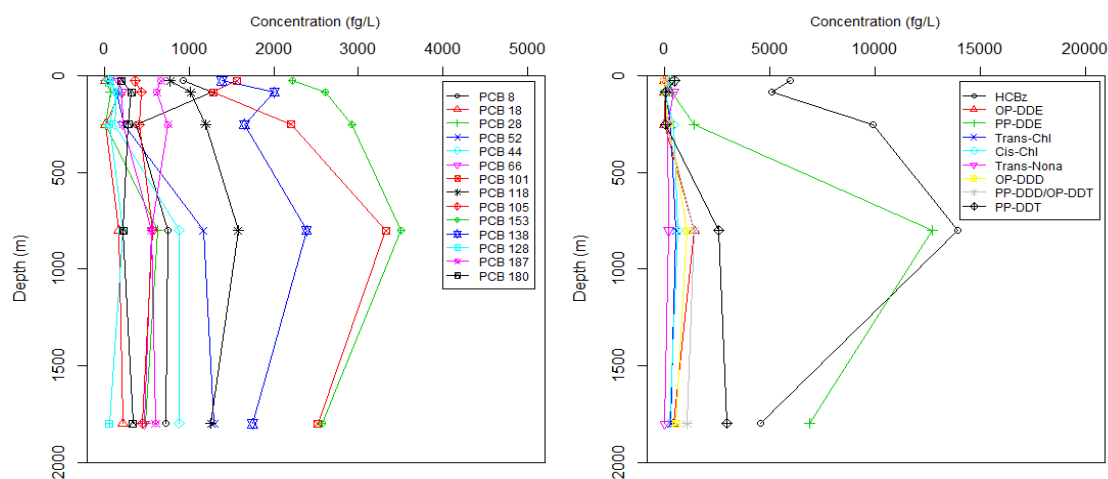 Concentration (fg/L)
0 1000 2000 3000 4000 5000
Depth (m)
0
500
1000
1500
2000
PCB 8
PCB 18
PCB 28
PCB 52
PCB 44
PCB 66
PCB 101
PCB 118
PCB 105
PCB 153
PCB 138
PCB 128
PCB 187
PCB 180
Concentration (fg/L)
0 5000 10000 15000 20000
Depth (m)
0
500
1000
1500
2000
HCBz
OP-DDE
PP-DDE
Trans-Chl
Cis-Chl
Trans-Nona
OP-DDD
PP-DDD/OP-DDT
PP-DDT